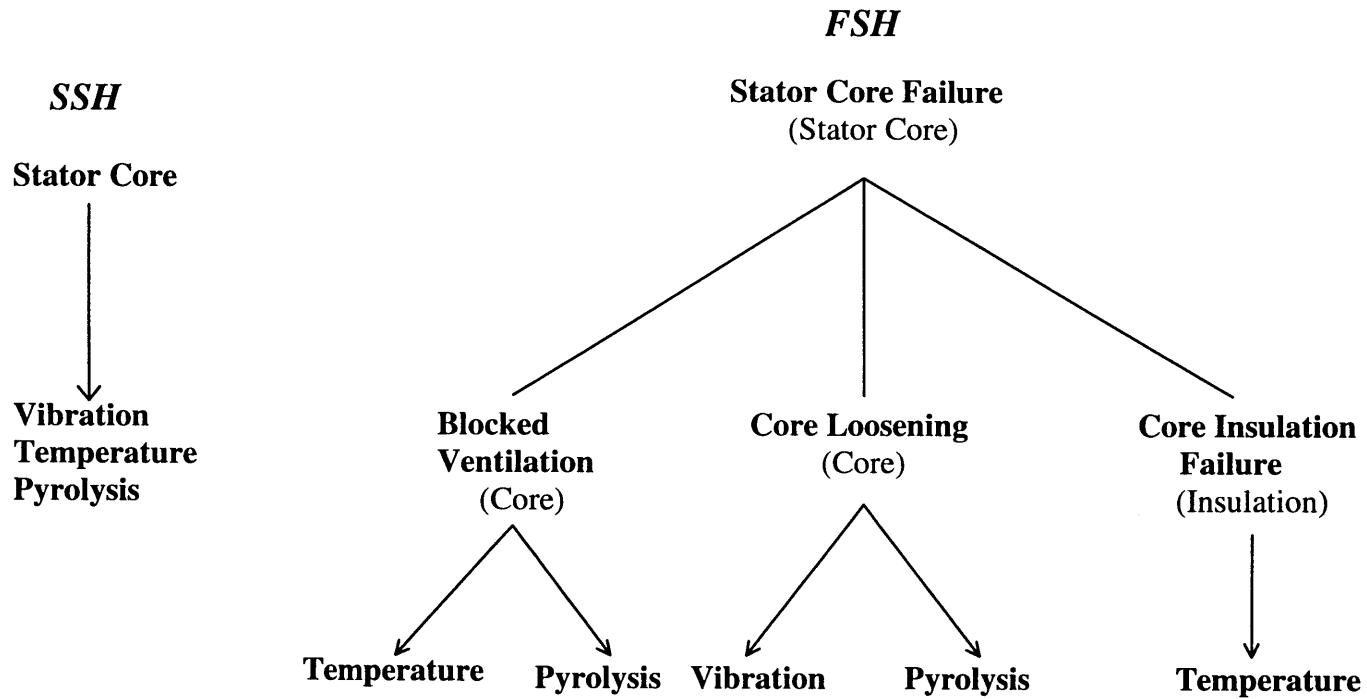 SSH
Stator Core
Vibration
Temperature
Pyrolysis
FSH
Stator Core Failure
(Stator Core)
Blocked
Ventilation
(Core)
Core Loosening
(Core)
Core Insulation
Failure
(Insulation)
Temperature
Pyrolysis
Vibration
Pyrolysis
Temperature